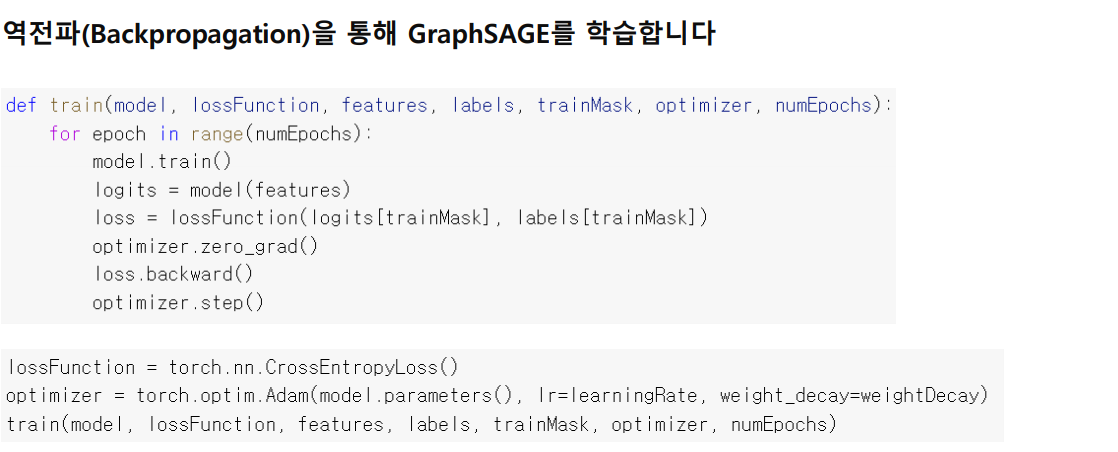 역전파(Backpropagation)을 통해 GraphSAGE를 학습합니다
def train(model, lossFunction, features, labels, trainMask, optimizer, numEpochs):
    for epoch in range(numEpochs):
        model.train()
        logits = model(features)
        loss = lossFunction(logits[trainMask], labels[trainMask])
        optimizer.zero_grad()
        loss.backward()
        optimizer.step()
lossFunction = torch.nn.CrossEntropyLoss()
optimizer = torch.optim.Adam(model.parameters(), lr=learningRate, weight_decay=weightDecay)
train(model, lossFunction, features, labels, trainMask, optimizer, numEpochs)